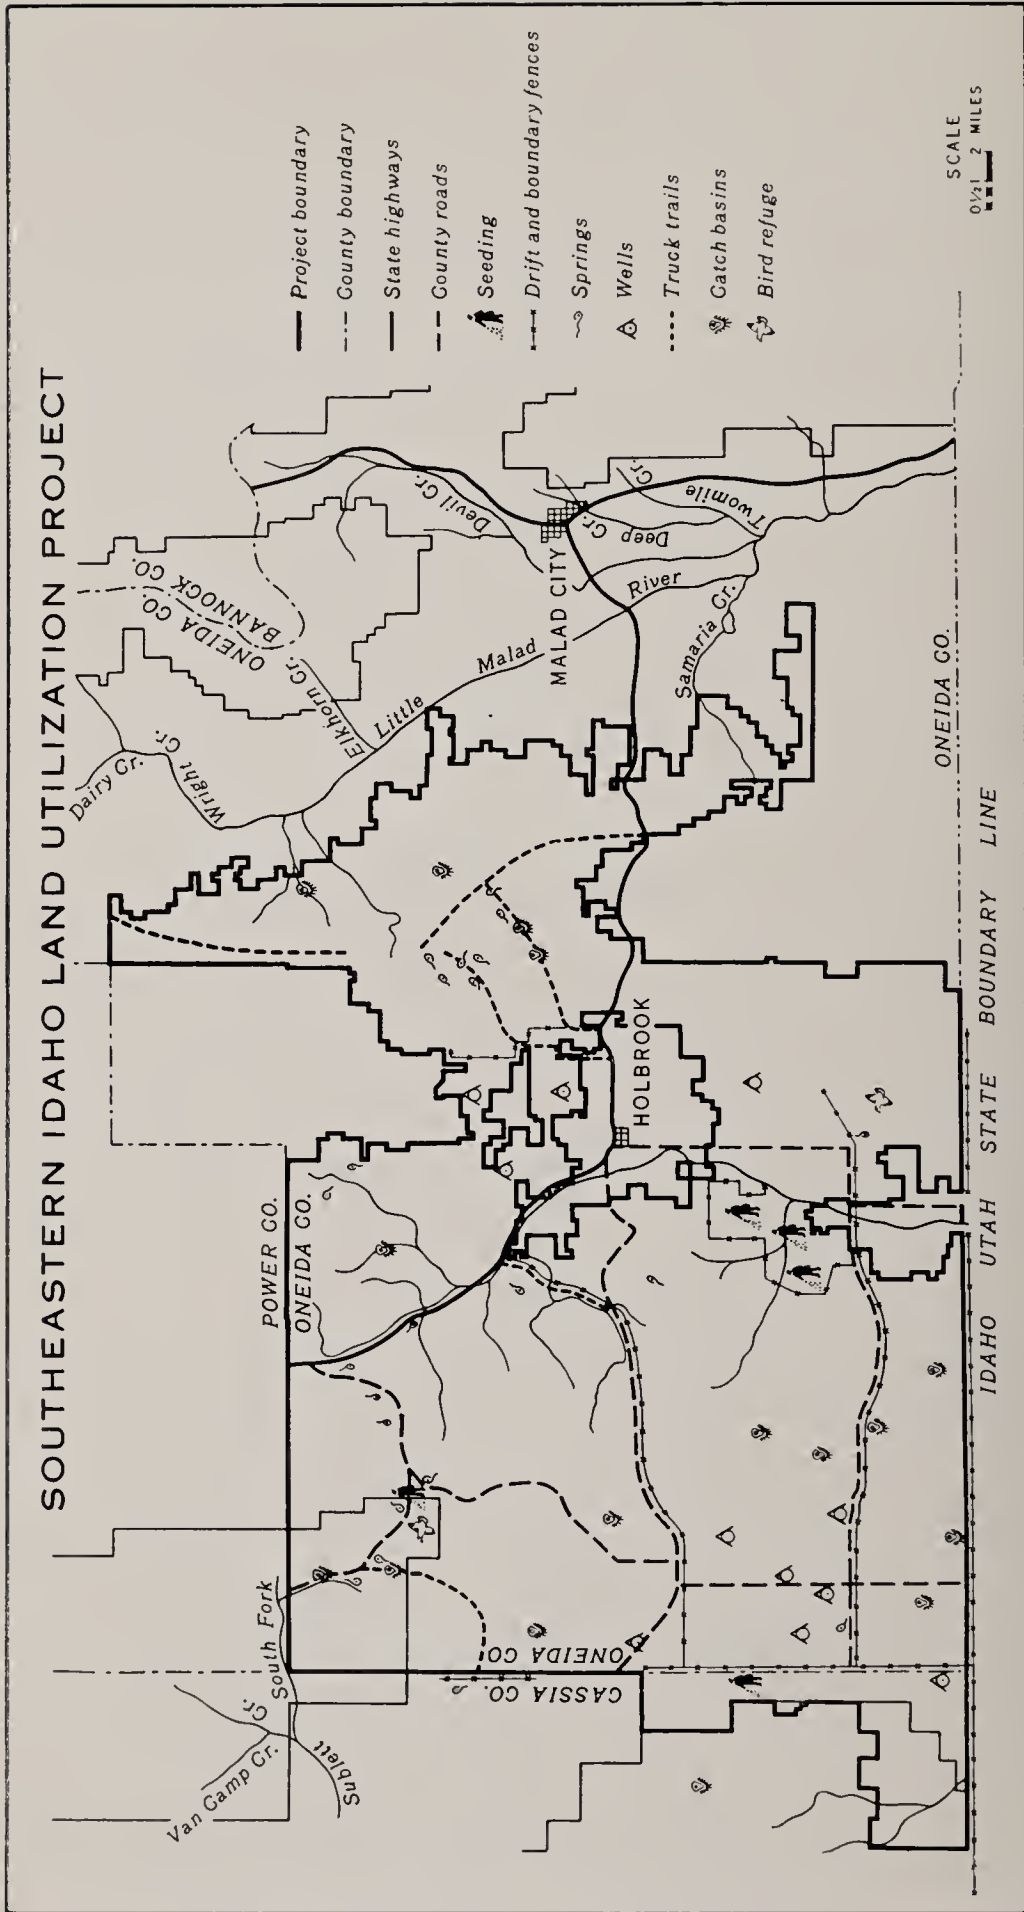 SOUTHEASTERN IDAHO LAND UTILIZATION PROJECT
Project boundary
County boundary
State highways
County roads
Seeding
Drift and boundary fences
Springs
Wells
Truck trails
Catch basins
Bird refuge
SCALE
0 ½ 1 2 MILES
Van Camp Cr.
Sublett Cr.
South Fork
POWER CO.
ONEIDA CO.
CASSIA CO.
ONEIDA CO.
Dairy Cr.
Wright Cr.
ONEIDA CO.
BANNOCK CO.
Elkhorn Cr.
Little Malad River
Devil Cr.
MALAD CITY
Deep Cr.
Twomile Cr.
Samaria Cr.
HOLBROOK
ONEIDA CO.
IDAHO UTAH STATE BOUNDARY LINE